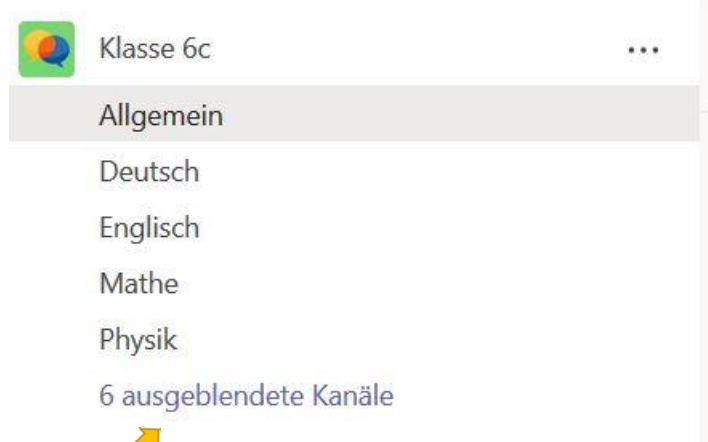 Klasse 6c ...
Allgemein
Deutsch
Englisch
Mathe
Physik
6 ausgeblendete Kanäle